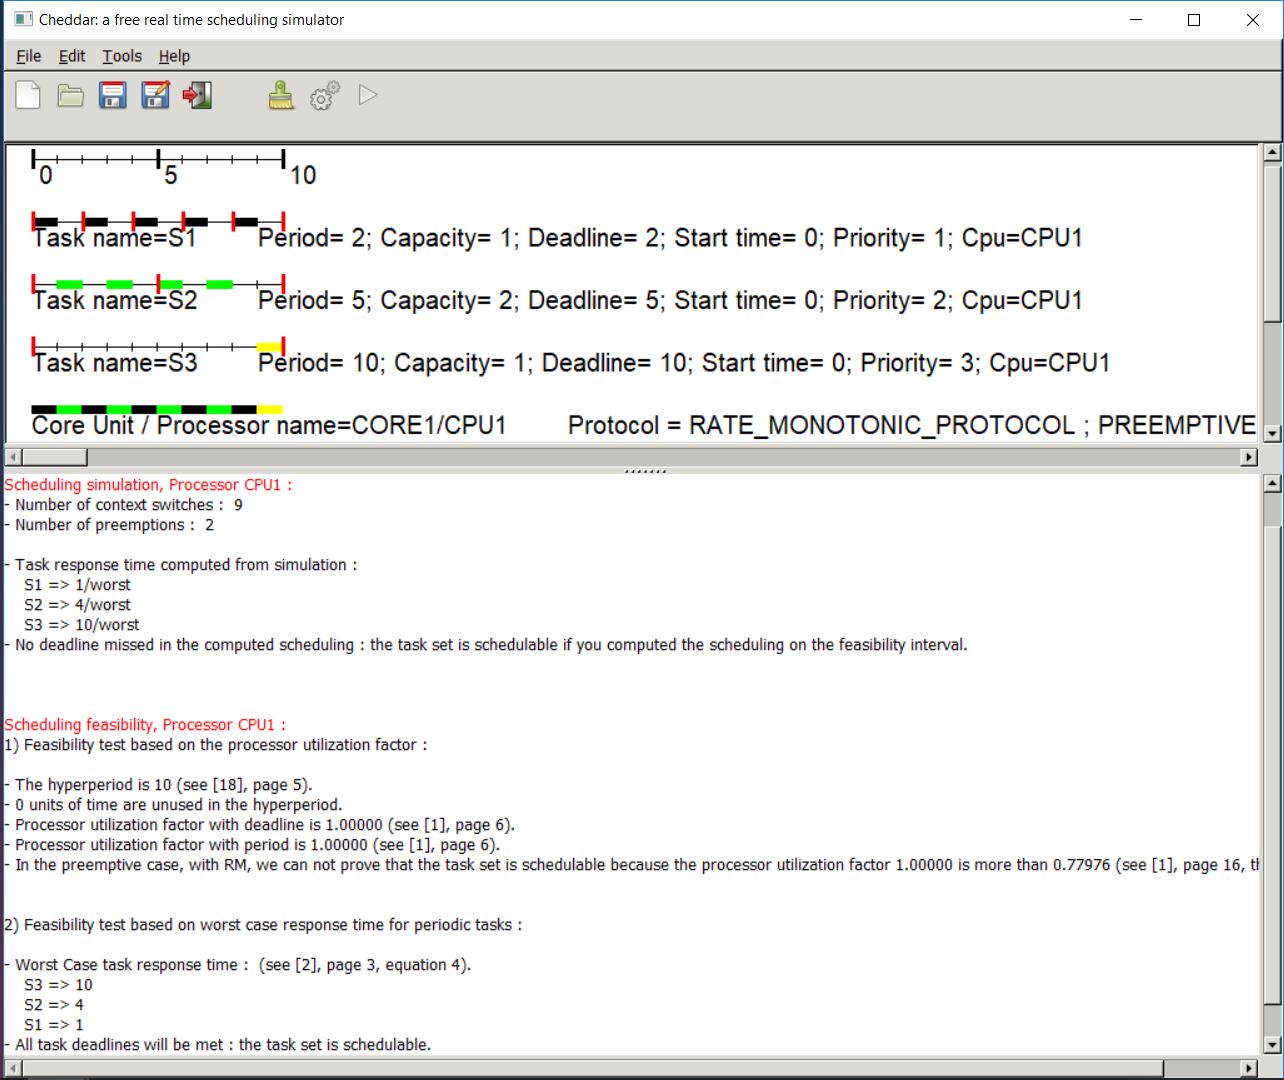 Cheddar: a free real time scheduling simulator
File Edit Tools Help
0 5 10
Task name=S1 Period= 2; Capacity= 1; Deadline= 2; Start time= 0; Priority= 1; Cpu=CPU1
Task name=S2 Period= 5; Capacity= 2; Deadline= 5; Start time= 0; Priority= 2; Cpu=CPU1
Task name=S3 Period= 10; Capacity= 1; Deadline= 10; Start time= 0; Priority= 3; Cpu=CPU1
Core Unit / Processor name=CORE1/CPU1 Protocol = RATE_MONOTONIC_PROTOCOL ; PREEMPTIVE
Scheduling simulation, Processor CPU1 :
- Number of context switches : 9
- Number of preemptions : 2
- Task response time computed from simulation :
S1 => 1/worst
S2 => 4/worst
S3 => 10/worst
- No deadline missed in the computed scheduling : the task set is schedulable if you computed the scheduling on the feasibility interval.
Scheduling feasibility, Processor CPU1 :
1) Feasibility test based on the processor utilization factor :
- The hyperperiod is 10 (see [18], page 5).
- 0 units of time are unused in the hyperperiod.
- Processor utilization factor with deadline is 1.00000 (see [1], page 6).
- Processor utilization factor with period is 1.00000 (see [1], page 6).
- In the preemptive case, with RM, we can not prove that the task set is schedulable because the processor utilization factor 1.00000 is more than 0.77976 (see [1], page 16,
2) Feasibility test based on worst case response time for periodic tasks :
- Worst Case task response time : (see [2], page 3, equation 4).
S3 => 10
S2 => 4
S1 => 1
- All task deadlines will be met : the task set is schedulable.